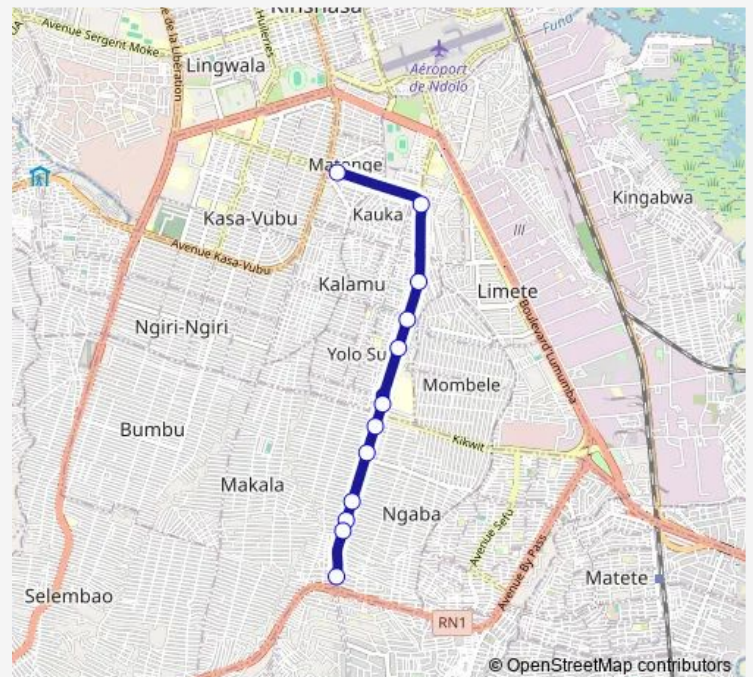 Kinshasa
Avenue Sergent Moke
Huileries
de la Libération
Funa
Lingwala
Aéroport
de Ndolo
Matonge
Kingabwa
Kauka
Kasa-Vubu
III
Avenue Kasa-Vubu
Kalamu
Limete
Boulevard Lumumba
Ngiri-Ngiri
Yolo Su
Mombele
Bumbu
Kikwit
Makala
Ngaba
Avenue Sefu
Avenue By Pass
Matete
Selembao
RN1
© OpenStreetMap contributors